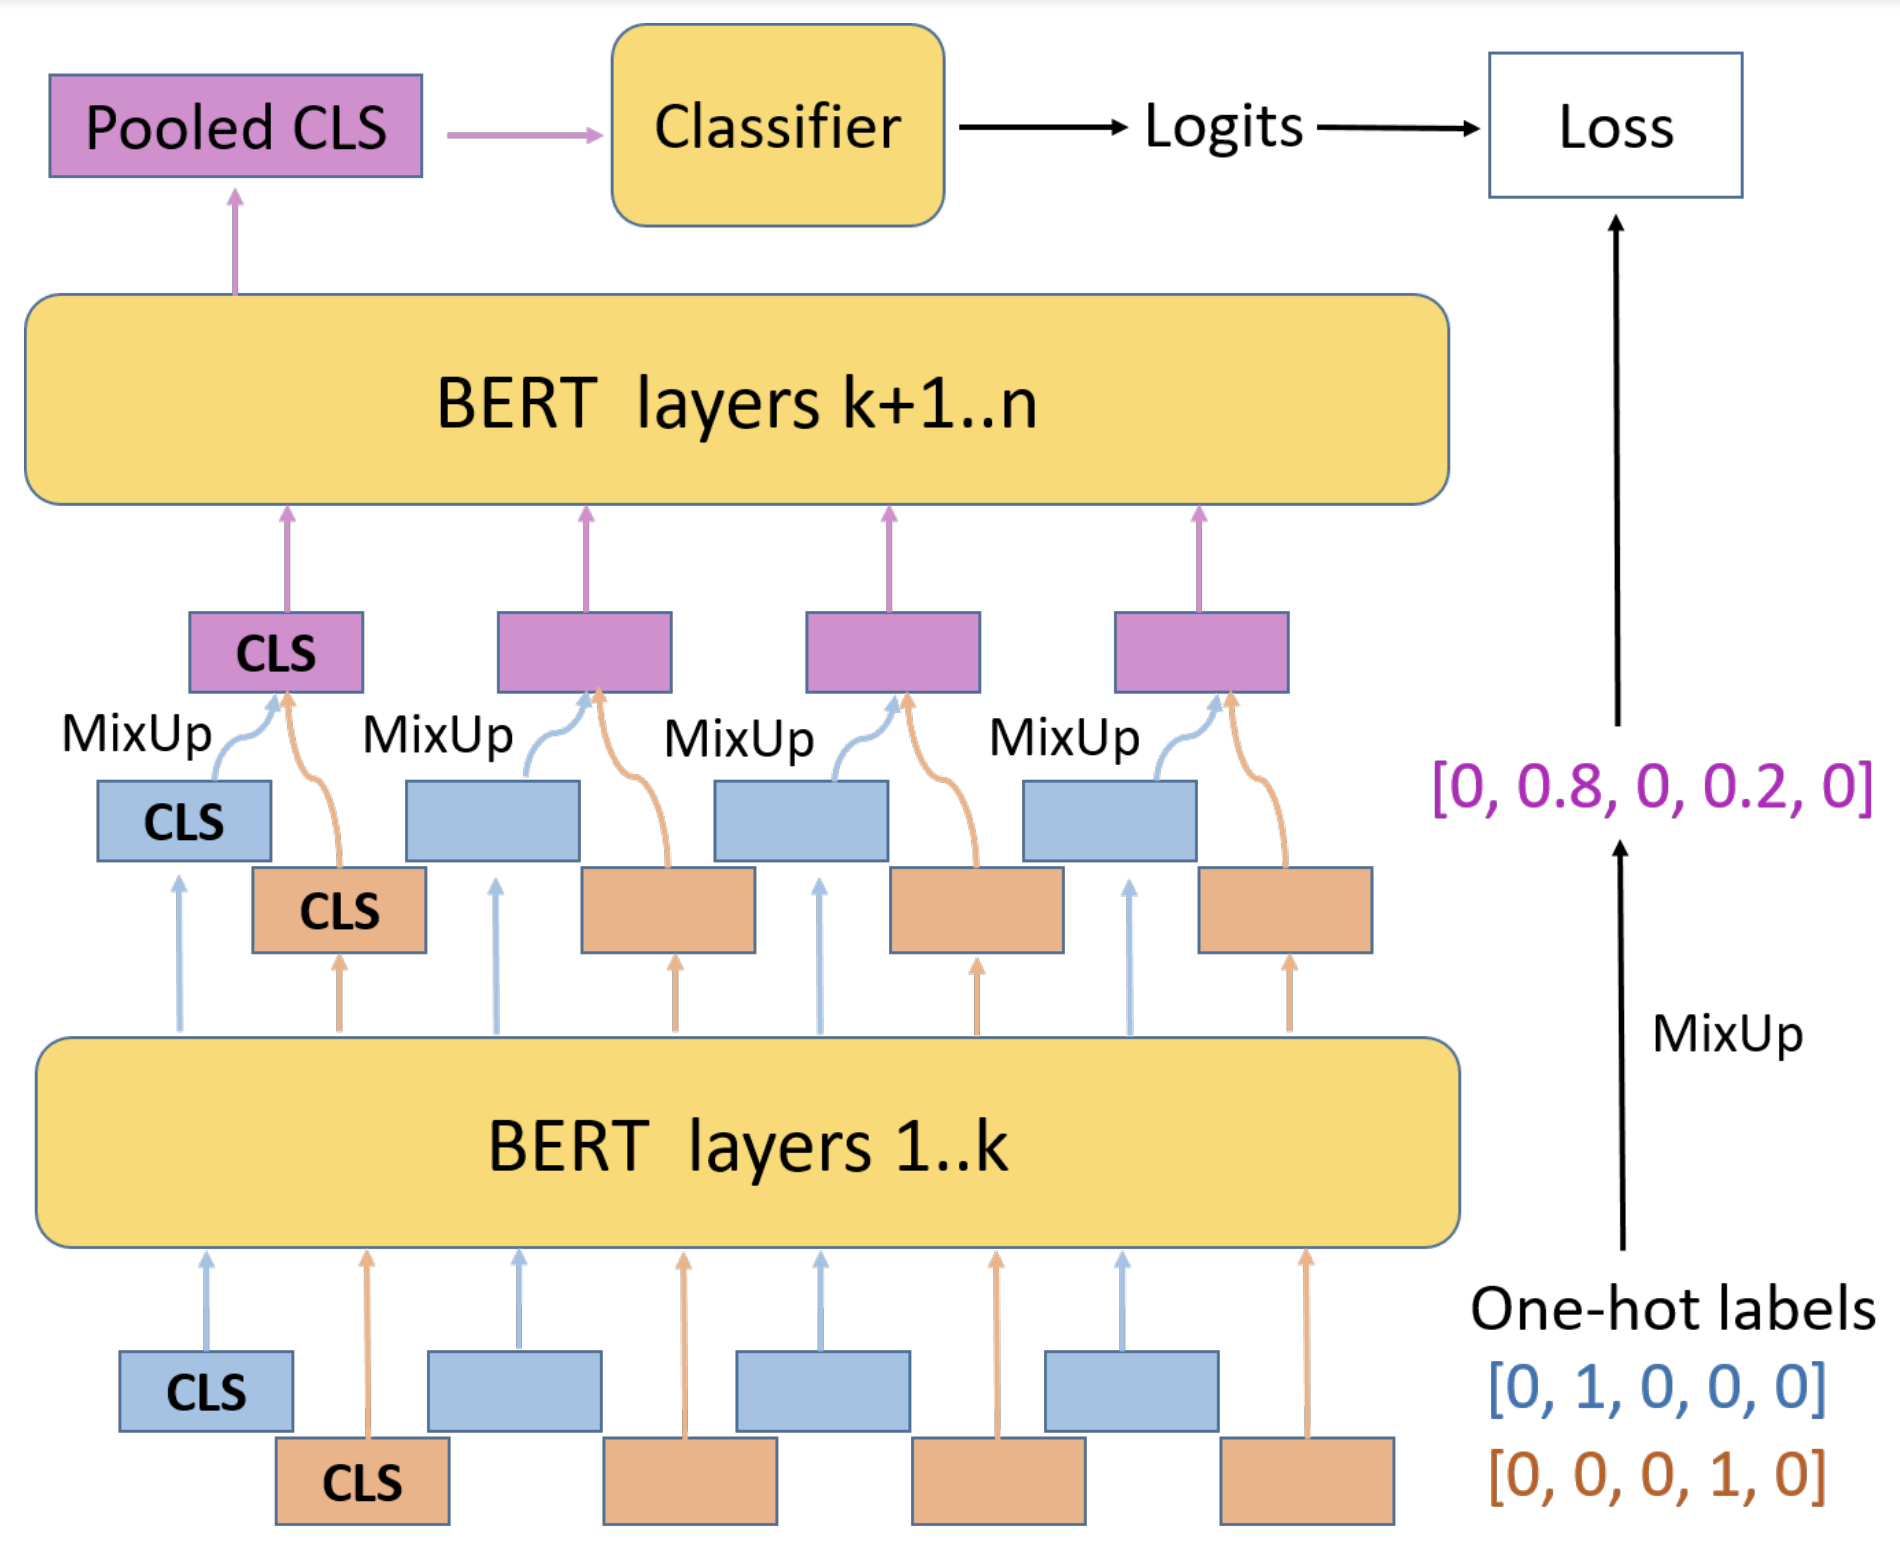 Pooled CLS
Classifier
Logits
Loss
BERT layers k+1..n
CLS
MixUp
MixUp
MixUp
MixUp
[0, 0.8, 0, 0.2, 0]
CLS
CLS
MixUp
BERT layers 1..k
One-hot labels
CLS
[0, 1, 0, 0, 0]
CLS
[0, 0, 0, 1, 0]